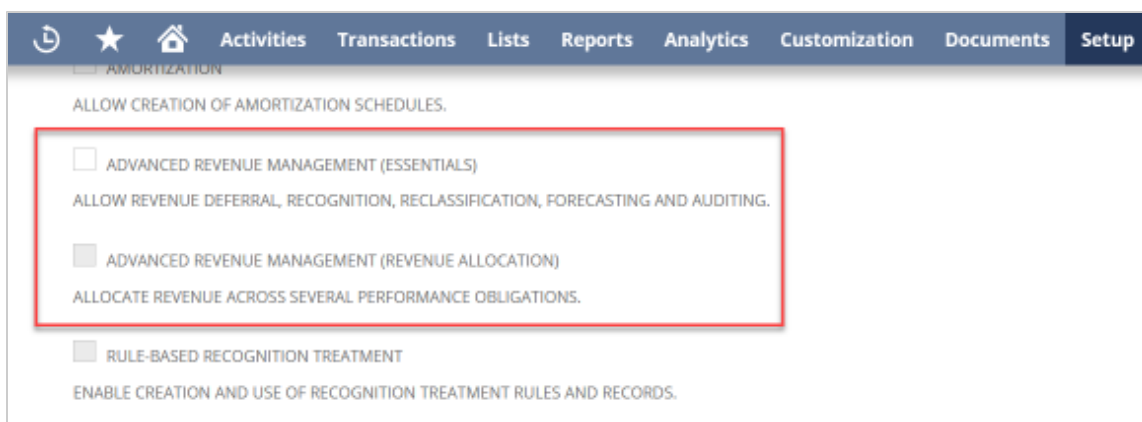 Activities Transactions Lists Reports Analytics Customization Documents Setup
AMORTIZATION
ALLOW CREATION OF AMORTIZATION SCHEDULES.
ADVANCED REVENUE MANAGEMENT (ESSENTIALS)
ALLOW REVENUE DEFERRAL, RECOGNITION, RECLASSIFICATION, FORECASTING AND AUDITING.
ADVANCED REVENUE MANAGEMENT (REVENUE ALLOCATION)
ALLOCATE REVENUE ACROSS SEVERAL PERFORMANCE OBLIGATIONS.
RULE-BASED RECOGNITION TREATMENT
ENABLE CREATION AND USE OF RECOGNITION TREATMENT RULES AND RECORDS.